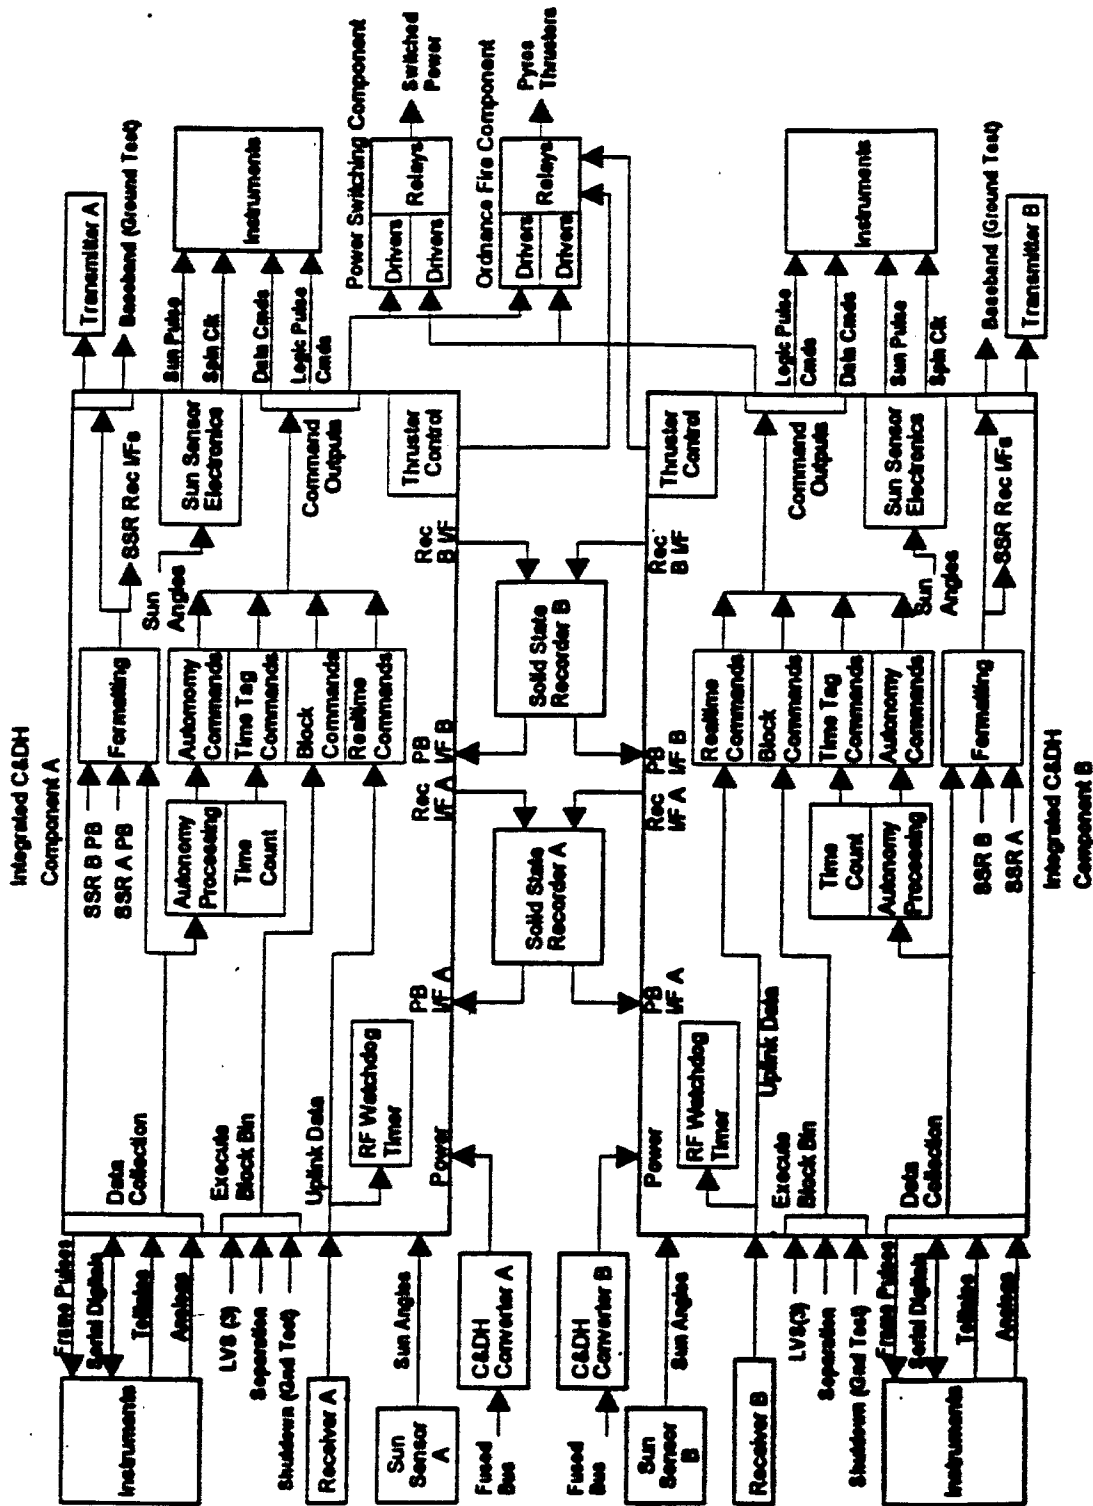 Integrated C&DH
Component A
Instruments
Frame Pulses
Serial Digitals
Telltales
Analogs
LVS (3)
Separation
Shutdown (Gnd Test)
Receiver A
Sun
Sensor
A
Sun Angles
Fused
Bus
C&DH
Converter A
Data
Collection
Execute
Block Bin
Uplink Data
RF Watchdog
Timer
Power
SSR B PB
SSR A PB
Formatting
Autonomy
Processing
Time
Count
Autonomy
Commands
Time Tag
Commands
Block
Commands
Realtime
Commands
SSR Rec I/Fs
Sun
Angles
Sun Sensor
Electronics
Command
Outputs
Thruster
Control
PB
I/F A
Rec
I/F A
PB
I/F B
Rec
B I/F
Transmitter A
Baseband (Ground Test)
Sun Pulse
Spin Clk
Data Cmds
Logic Pulse
Cmds
Instruments
Power Switching Component
Drivers
Drivers
Relays
Switched
Power
Ordnance Fire Component
Drivers
Drivers
Relays
Pyros
Thrusters
Solid State
Recorder A
Solid State
Recorder B
Fused
Bus
C&DH
Converter B
Sun
Sensor
B
Sun Angles
Receiver B
LVS(3)
Separation
Shutdown (Gnd Test)
Frame Pulses
Serial Digitals
Telltales
Analogs
Instruments
Power
RF Watchdog
Timer
Uplink Data
Execute
Block Bin
Data
Collection
PB
I/F A
Rec
I/F A
PB
I/F B
Rec
B I/F
Realtime
Commands
Block
Commands
Time Tag
Commands
Autonomy
Commands
Time
Count
Autonomy
Processing
SSR B
SSR A
Formatting
Thruster
Control
Command
Outputs
Sun
Angles
Sun Sensor
Electronics
SSR Rec I/Fs
Logic Pulse
Cmds
Data Cmds
Sun Pulse
Spin Clk
Instruments
Baseband (Ground Test)
Transmitter B
Integrated C&DH
Component B